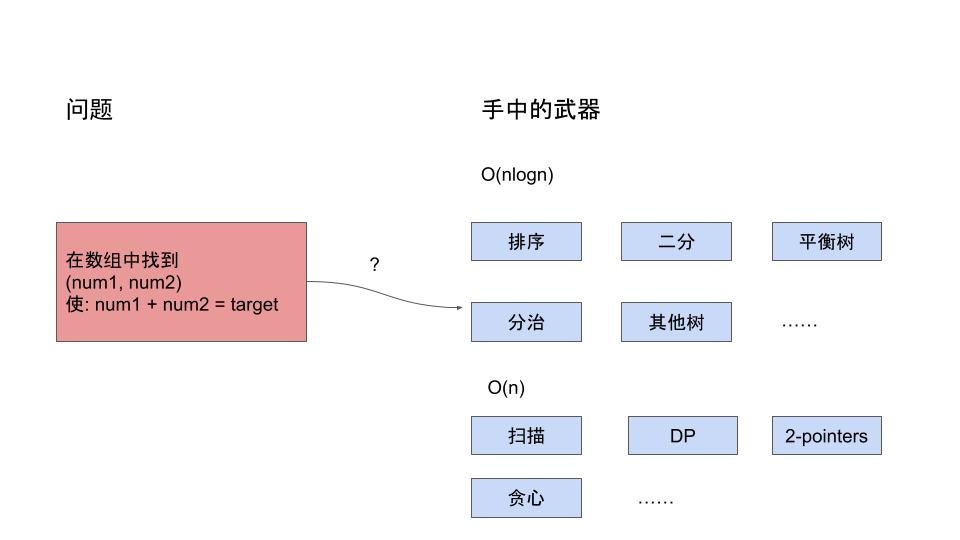 问题
手中的武器
O(nlogn)
排序
二分
平衡树
在数组中找到
(num1, num2)
使: num1 + num2 = target
?
分治
其他树
……
O(n)
扫描
DP
2-pointers
贪心
……